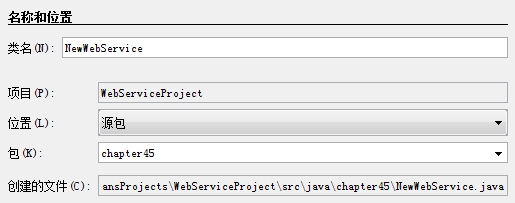 名称和位置
类名(N): NewWebService
项目(P): WebServiceProject
位置(L): 源包
包(K): chapter45
创建的文件(C): ansProjects\WebServiceProject\src\java\chapter45\NewWebService.java